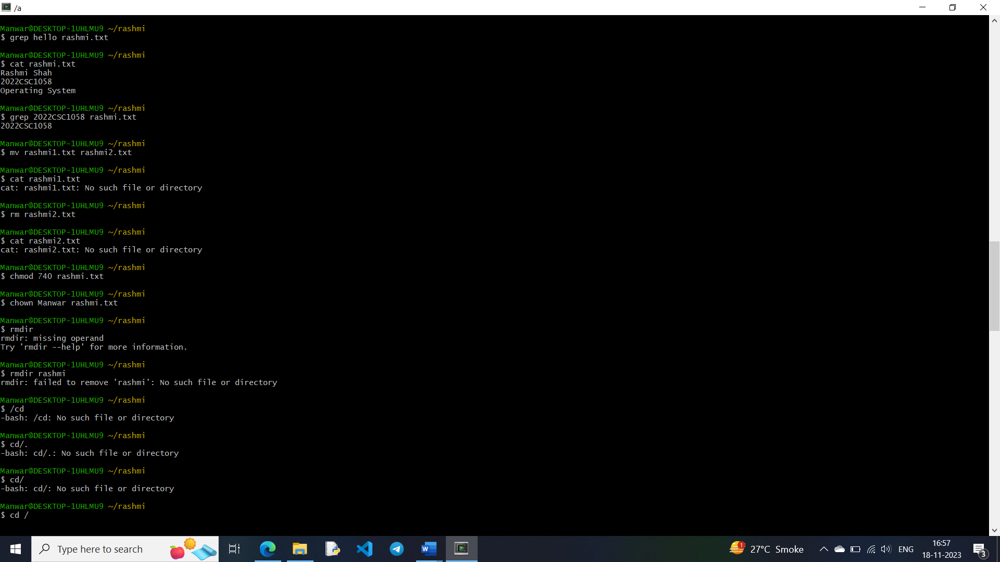 /a
Manwar@DESKTOP-1UHLMU9 ~/rashmi
$ grep hello rashmi.txt
Manwar@DESKTOP-1UHLMU9 ~/rashmi
$ cat rashmi.txt
Rashmi Shah
2022CSC1058
Operating System
Manwar@DESKTOP-1UHLMU9 ~/rashmi
$ grep 2022CSC1058 rashmi.txt
2022CSC1058
Manwar@DESKTOP-1UHLMU9 ~/rashmi
$ mv rashmi1.txt rashmi2.txt
Manwar@DESKTOP-1UHLMU9 ~/rashmi
$ cat rashmi1.txt
cat: rashmi1.txt: No such file or directory
Manwar@DESKTOP-1UHLMU9 ~/rashmi
$ rm rashmi2.txt
Manwar@DESKTOP-1UHLMU9 ~/rashmi
$ cat rashmi2.txt
cat: rashmi2.txt: No such file or directory
Manwar@DESKTOP-1UHLMU9 ~/rashmi
$ chmod 740 rashmi.txt
Manwar@DESKTOP-1UHLMU9 ~/rashmi
$ chown Manwar rashmi.txt
Manwar@DESKTOP-1UHLMU9 ~/rashmi
$ rmdir
rmdir: missing operand
Try 'rmdir --help' for more information.
Manwar@DESKTOP-1UHLMU9 ~/rashmi
$ rmdir rashmi
rmdir: failed to remove 'rashmi': No such file or directory
Manwar@DESKTOP-1UHLMU9 ~/rashmi
$ /cd
-bash: /cd: No such file or directory
Manwar@DESKTOP-1UHLMU9 ~/rashmi
$ cd/.
-bash: cd/.: No such file or directory
Manwar@DESKTOP-1UHLMU9 ~/rashmi
$ cd/
-bash: cd/: No such file or directory
Manwar@DESKTOP-1UHLMU9 ~/rashmi
$ cd /
Type here to search
1
27°C Smoke
ENG
16:57
18-11-2023
3